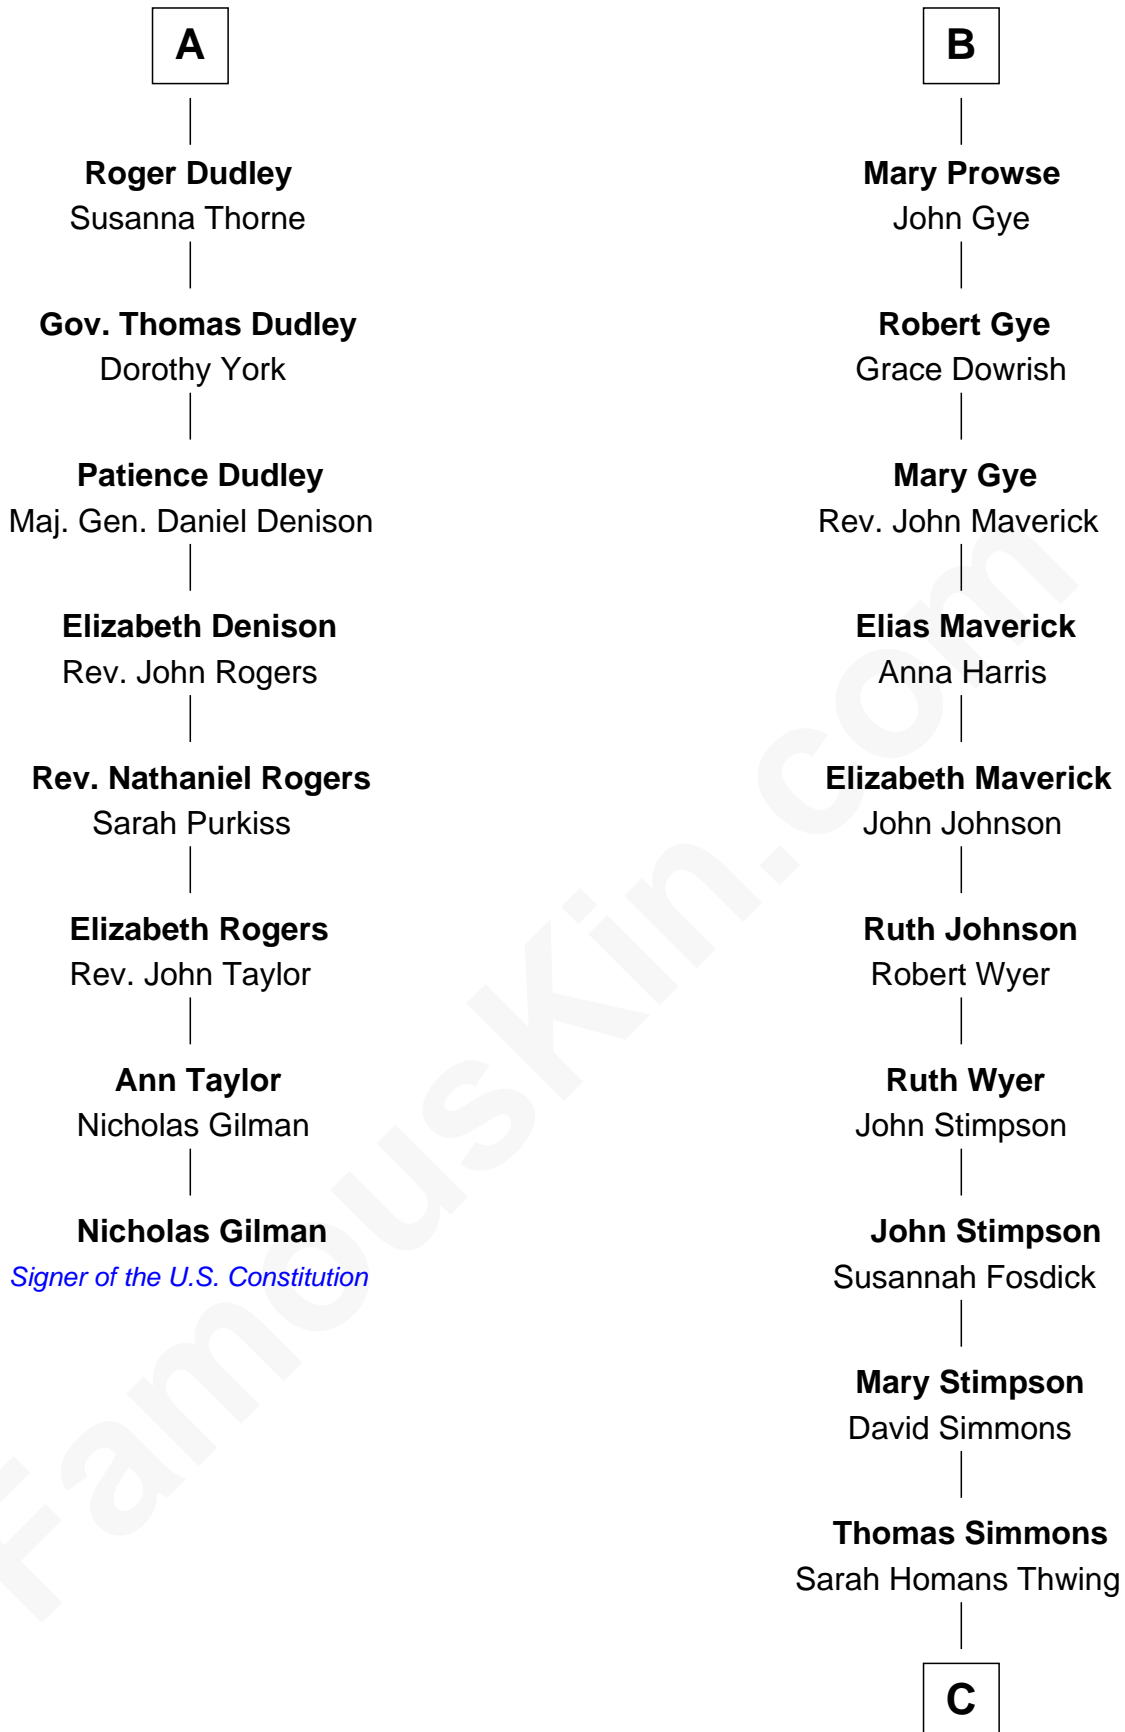 A
Roger Dudley
Susanna Thorne
Gov. Thomas Dudley
Dorothy York
Patience Dudley
Maj. Gen. Daniel Denison
Elizabeth Denison
Rev. John Rogers
Rev. Nathaniel Rogers
Sarah Purkiss
Elizabeth Rogers
Rev. John Taylor
Ann Taylor
Nicholas Gilman
Nicholas Gilman
Signer of the U.S. Constitution
B
Mary Prowse
John Gye
Robert Gye
Grace Dowrish
Mary Gye
Rev. John Maverick
Elias Maverick
Anna Harris
Elizabeth Maverick
John Johnson
Ruth Johnson
Robert Wyer
Ruth Wyer
John Stimpson
John Stimpson
Susannah Fosdick
Mary Stimpson
David Simmons
Thomas Simmons
Sarah Homans Thwing
C
FamousKin.com